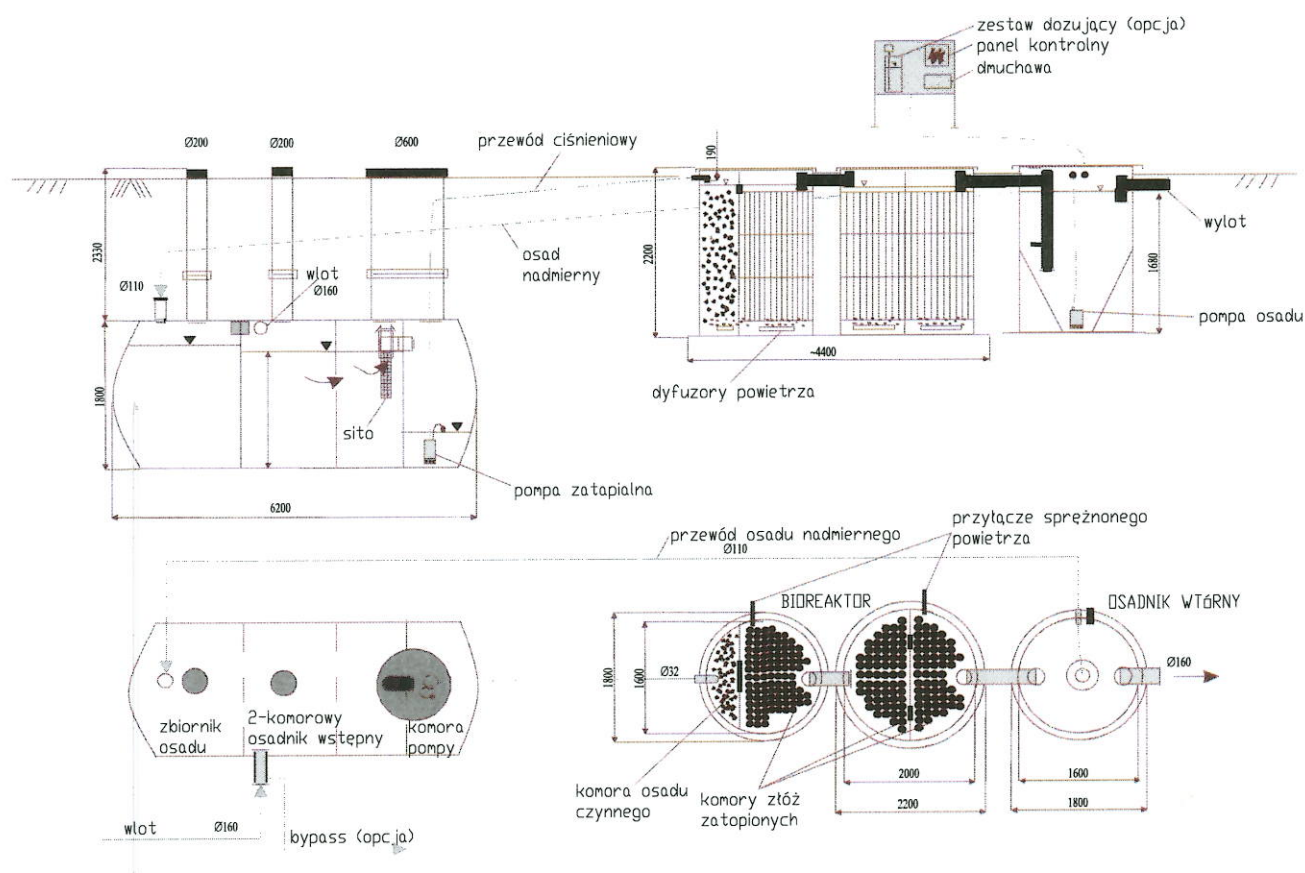 zestaw dozujący (opcja)
panel kontrolny
dmuchawa
Ø200
Ø200
Ø600
przewód ciśnieniowy
190
2330
2200
osad
nadmierny
wlot
Ø160
Ø110
wylot
1680
pompa osadu
~4400
dyfuzory powietrza
1800
sito
pompa zatapialna
6200
przewód osadu nadmiernego
Ø110
przyłącze sprężnonego
powietrza
BIOREAKTOR
OSADNIK WTÓRNY
1800
1600
Ø32
Ø160
zbiornik
osadu
2-komorowy
osadnik wstępny
komora
pompy
komora osadu
czynnego
komory złóż
zatopionych
2000
2200
1600
1800
wlot
Ø160
bypass (opcja)